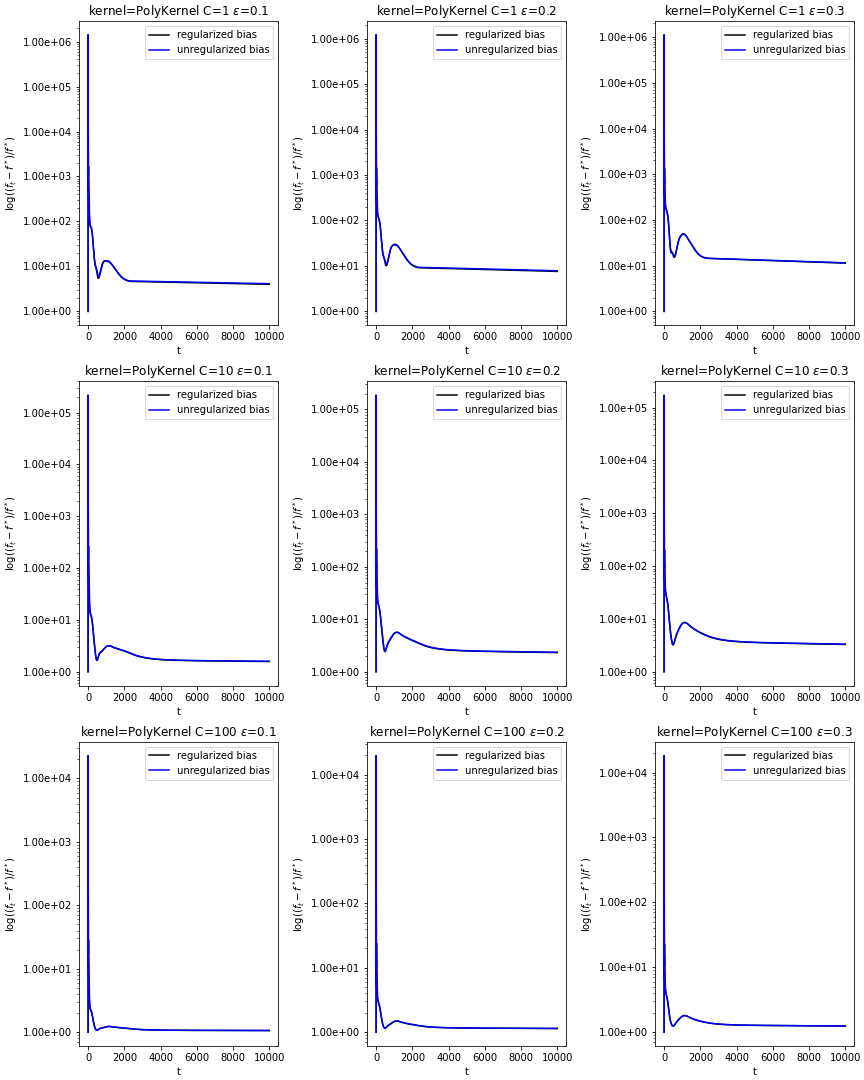 kernel=PolyKernel C=1 ε=0.1
kernel=PolyKernel C=1 ε=0.2
kernel=PolyKernel C=1 ε=0.3
log((f_t − f*)/f*)
1.00e+06
1.00e+05
1.00e+04
1.00e+03
1.00e+02
1.00e+01
1.00e+00
regularized bias
unregularized bias
0 2000 4000 6000 8000 10000
t
log((f_t − f*)/f*)
1.00e+06
1.00e+05
1.00e+04
1.00e+03
1.00e+02
1.00e+01
1.00e+00
regularized bias
unregularized bias
0 2000 4000 6000 8000 10000
t
log((f_t − f*)/f*)
1.00e+06
1.00e+05
1.00e+04
1.00e+03
1.00e+02
1.00e+01
1.00e+00
regularized bias
unregularized bias
0 2000 4000 6000 8000 10000
t
kernel=PolyKernel C=10 ε=0.1
kernel=PolyKernel C=10 ε=0.2
kernel=PolyKernel C=10 ε=0.3
log((f_t − f*)/f*)
1.00e+05
1.00e+04
1.00e+03
1.00e+02
1.00e+01
1.00e+00
regularized bias
unregularized bias
0 2000 4000 6000 8000 10000
t
log((f_t − f*)/f*)
1.00e+05
1.00e+04
1.00e+03
1.00e+02
1.00e+01
1.00e+00
regularized bias
unregularized bias
0 2000 4000 6000 8000 10000
t
log((f_t − f*)/f*)
1.00e+05
1.00e+04
1.00e+03
1.00e+02
1.00e+01
1.00e+00
regularized bias
unregularized bias
0 2000 4000 6000 8000 10000
t
kernel=PolyKernel C=100 ε=0.1
kernel=PolyKernel C=100 ε=0.2
kernel=PolyKernel C=100 ε=0.3
log((f_t − f*)/f*)
1.00e+04
1.00e+03
1.00e+02
1.00e+01
1.00e+00
regularized bias
unregularized bias
0 2000 4000 6000 8000 10000
t
log((f_t − f*)/f*)
1.00e+04
1.00e+03
1.00e+02
1.00e+01
1.00e+00
regularized bias
unregularized bias
0 2000 4000 6000 8000 10000
t
log((f_t − f*)/f*)
1.00e+04
1.00e+03
1.00e+02
1.00e+01
1.00e+00
regularized bias
unregularized bias
0 2000 4000 6000 8000 10000
t